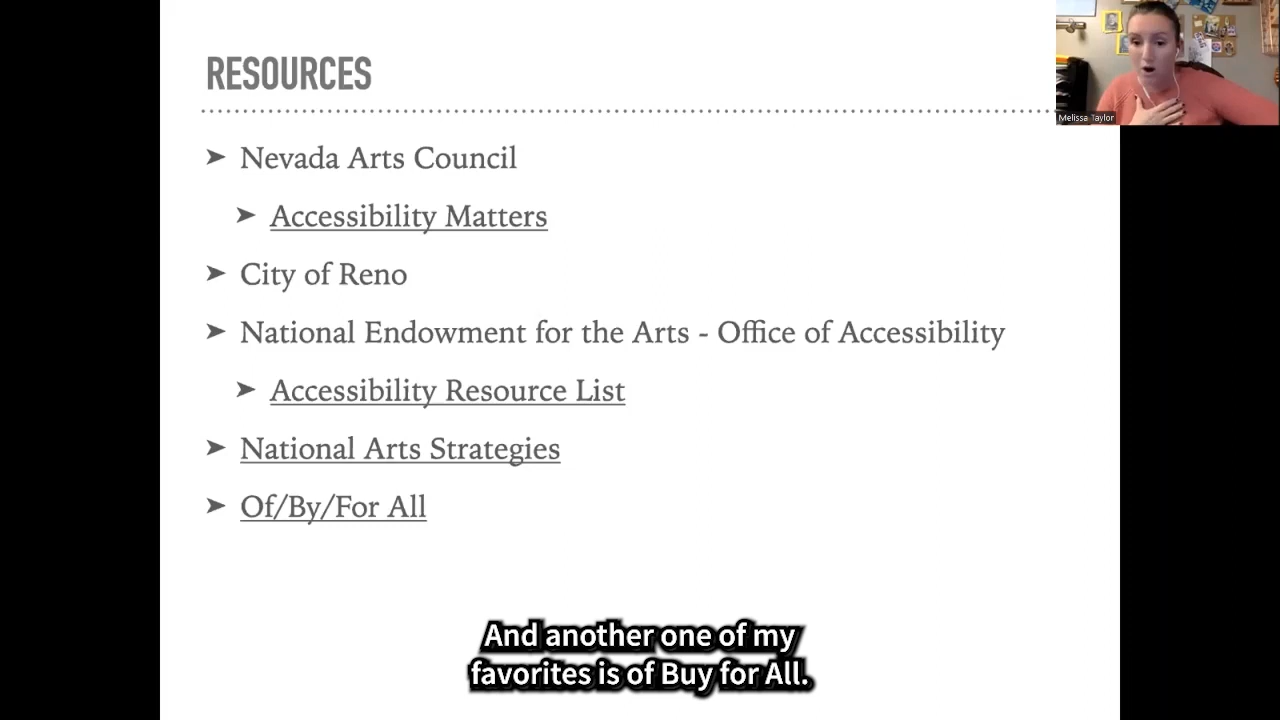 RESOURCES
Melissa Taylor
➤ Nevada Arts Council
➤ Accessibility Matters
➤ City of Reno
➤ National Endowment for the Arts - Office of Accessibility
➤ Accessibility Resource List
➤ National Arts Strategies
➤ Of/By/For All
And another one of my
favorites is of Buy for All.